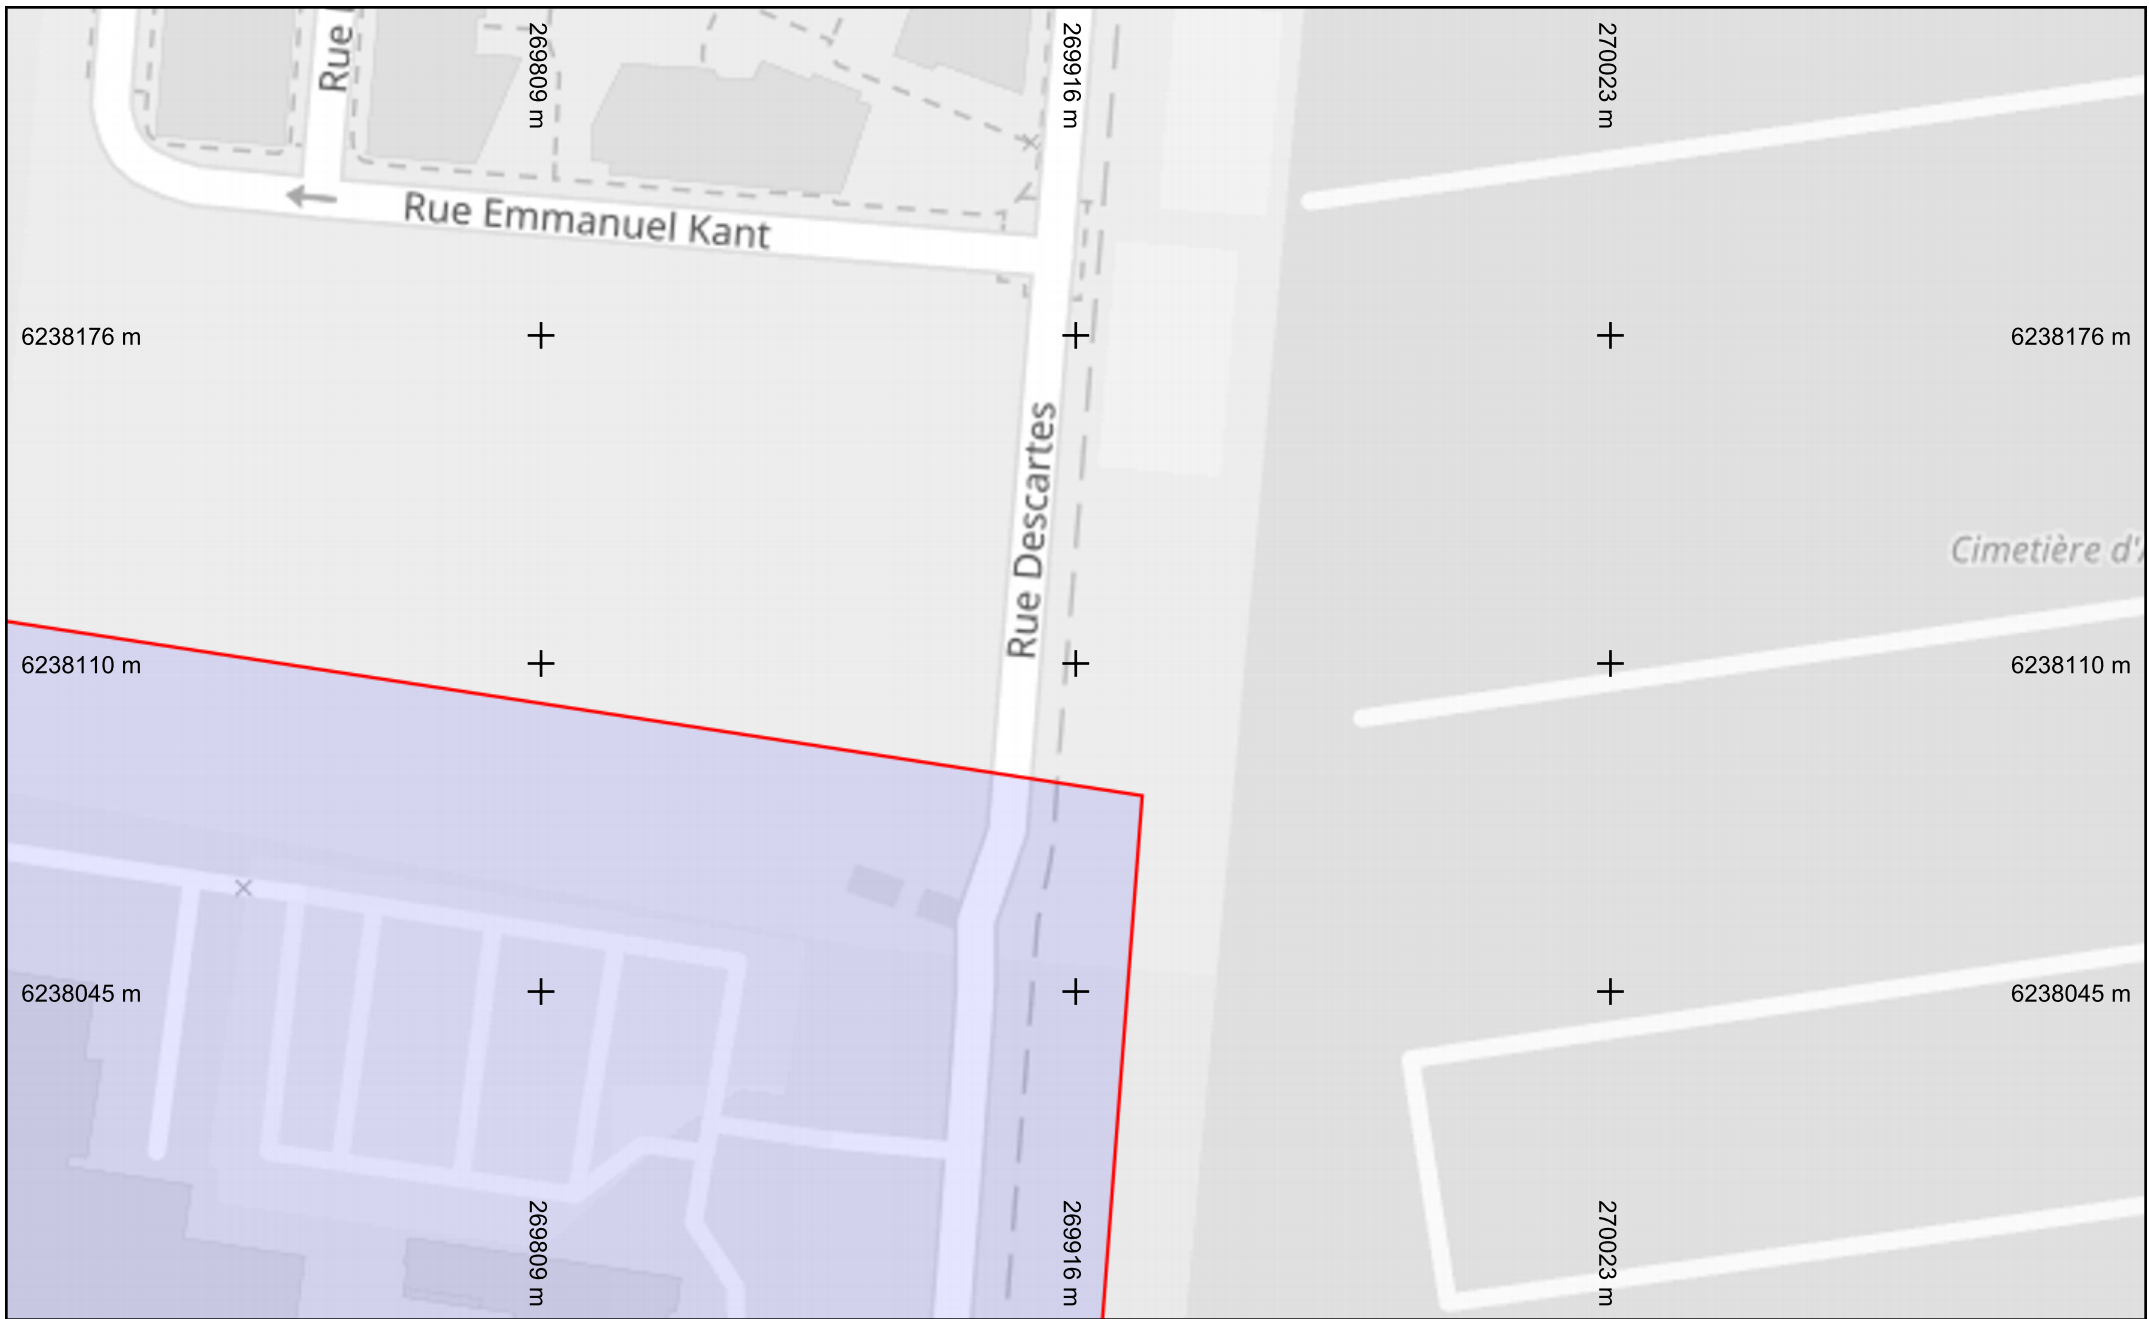 Rue
269809 m
269916 m
270023 m
Rue Emmanuel Kant
6238176 m
6238176 m
Rue Descartes
Cimetière d'
6238110 m
6238110 m
6238045 m
6238045 m
269809 m
269916 m
270023 m